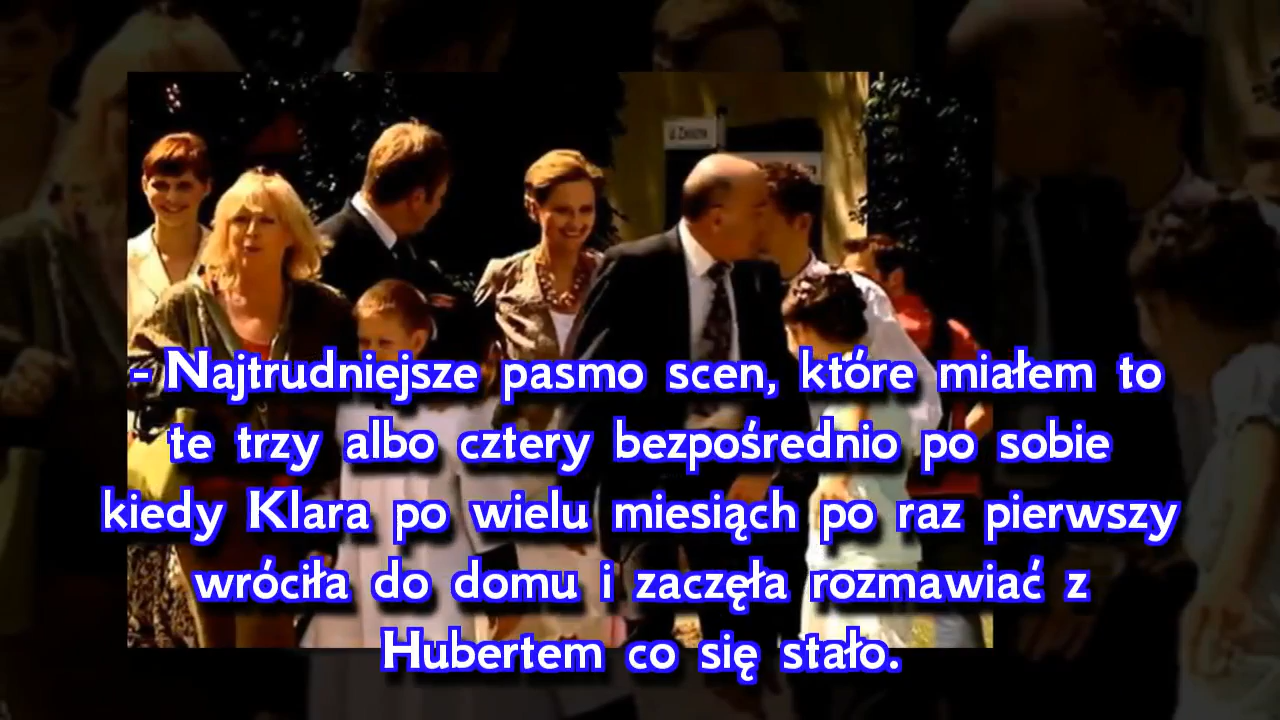 - Najtrudniejsze pasmo scen, które miałem to
te trzy albo cztery bezpośrednio po sobie
kiedy Klara po wielu miesiąch po raz pierwszy
wróciła do domu i zaczęła rozmawiać z
Hubertem co się stało.